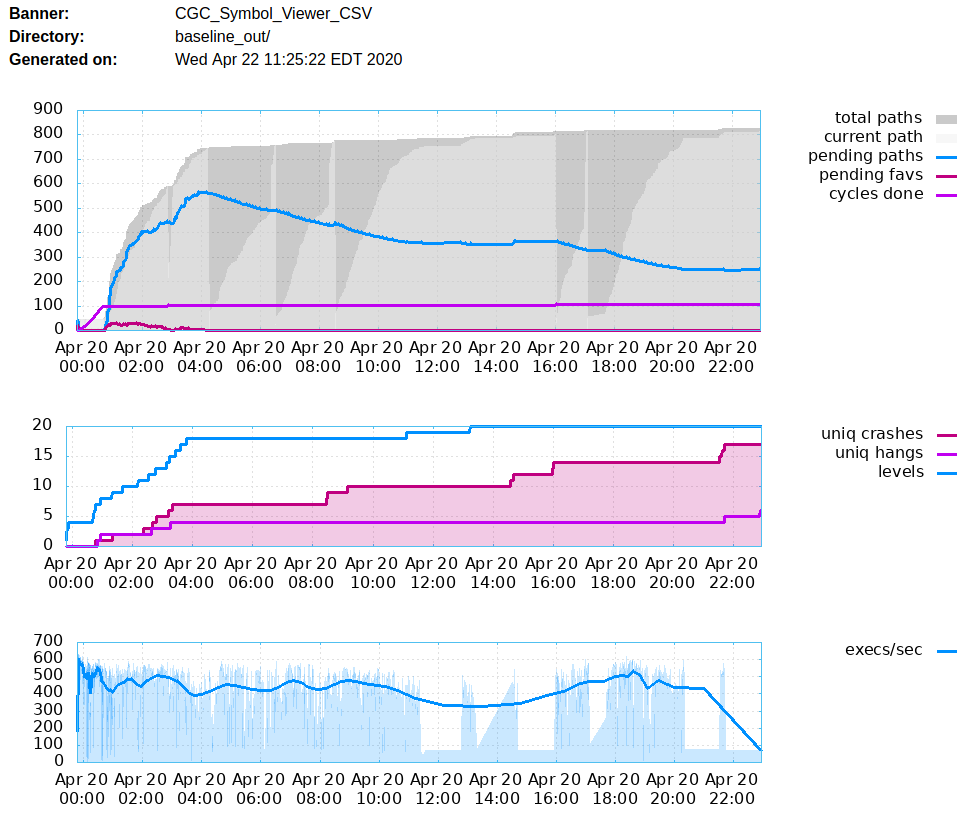 Banner: CGC_Symbol_Viewer_CSV
Directory: baseline_out/
Generated on: Wed Apr 22 11:25:22 EDT 2020
900
800
700
600
500
400
300
200
100
0
Apr 20 Apr 20 Apr 20 Apr 20 Apr 20 Apr 20 Apr 20 Apr 20 Apr 20 Apr 20 Apr 20 Apr 20
00:00 02:00 04:00 06:00 08:00 10:00 12:00 14:00 16:00 18:00 20:00 22:00
total paths
current path
pending paths
pending favs
cycles done
20
15
10
5
0
Apr 20 Apr 20 Apr 20 Apr 20 Apr 20 Apr 20 Apr 20 Apr 20 Apr 20 Apr 20 Apr 20 Apr 20
00:00 02:00 04:00 06:00 08:00 10:00 12:00 14:00 16:00 18:00 20:00 22:00
uniq crashes
uniq hangs
levels
700
600
500
400
300
200
100
0
Apr 20 Apr 20 Apr 20 Apr 20 Apr 20 Apr 20 Apr 20 Apr 20 Apr 20 Apr 20 Apr 20 Apr 20
00:00 02:00 04:00 06:00 08:00 10:00 12:00 14:00 16:00 18:00 20:00 22:00
execs/sec